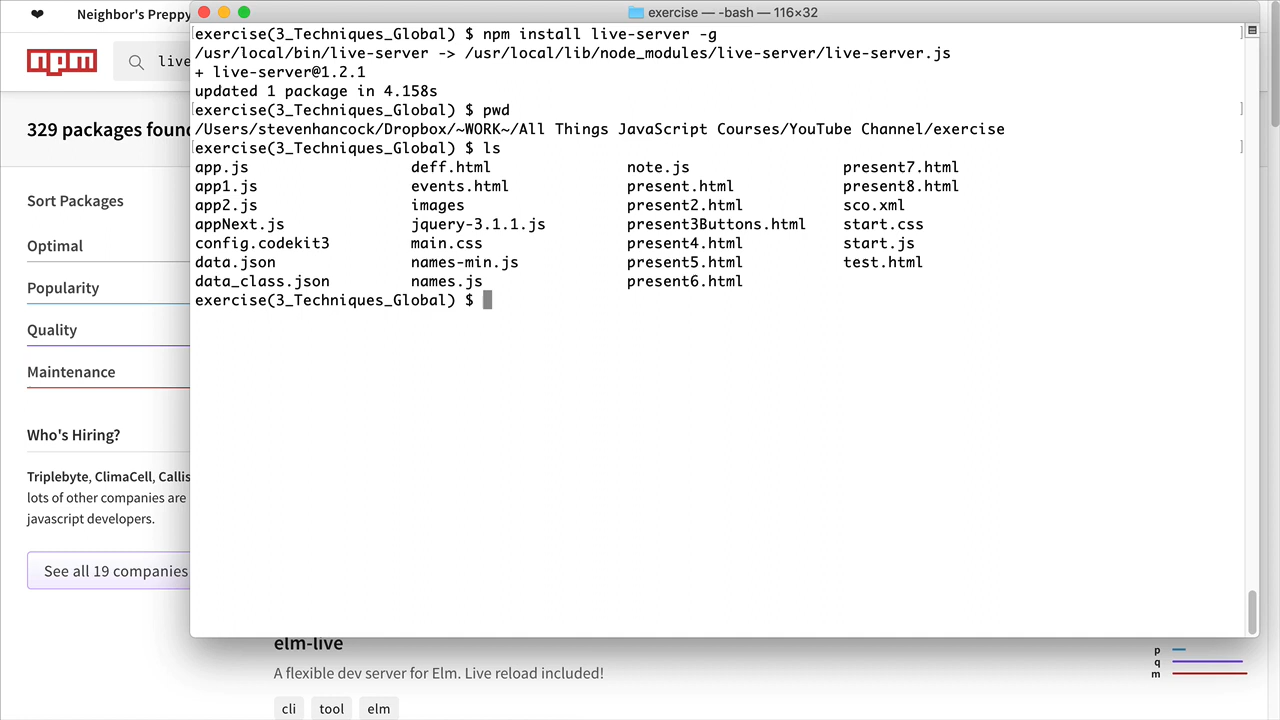 ❤ Neighbor's Preppy
exercise — -bash — 116×32
npm
live
329 packages foun
Sort Packages
Optimal
Popularity
Quality
Maintenance
Who's Hiring?
Triplebyte, ClimaCell, Callis
lots of other companies are
javascript developers.
See all 19 companies
exercise(3_Techniques_Global) $ npm install live-server -g
/usr/local/bin/live-server -> /usr/local/lib/node_modules/live-server/live-server.js
+ live-server@1.2.1
updated 1 package in 4.158s
exercise(3_Techniques_Global) $ pwd
/Users/stevenhancock/Dropbox/~WORK~/All Things JavaScript Courses/YouTube Channel/exercise
exercise(3_Techniques_Global) $ ls
app.js deff.html note.js present7.html
app1.js events.html present.html present8.html
app2.js images present2.html sco.xml
appNext.js jquery-3.1.1.js present3Buttons.html start.css
config.codekit3 main.css present4.html start.js
data.json names-min.js present5.html test.html
data_class.json names.js present6.html
exercise(3_Techniques_Global) $
elm-live
A flexible dev server for Elm. Live reload included!
cli tool elm
p
q
m